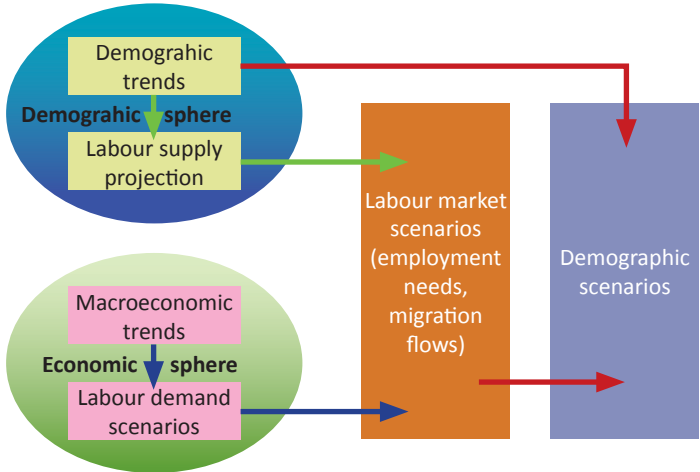 Demograhic
trends
Demograhic sphere
Labour supply
projection
Macroeconomic
trends
Economic sphere
Labour demand
scenarios
Labour market
scenarios
(employment
needs,
migration
flows)
Demographic
scenarios